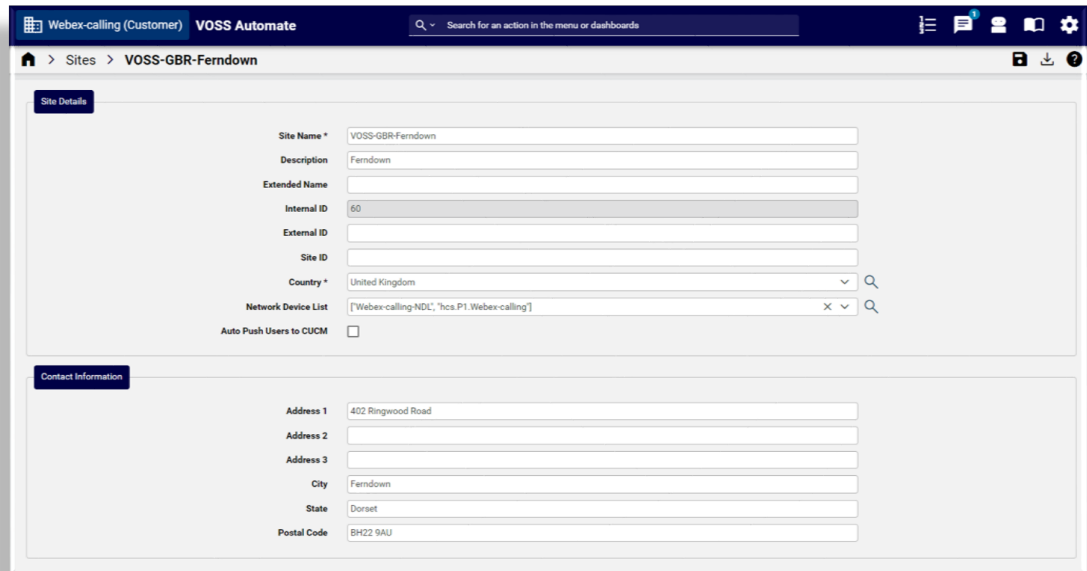 Webex-calling (Customer) VOSS Automate Search for an action in the menu or dashboards 1
> Sites > VOSS-GBR-Ferndown ?
Site Details
Site Name * VOSS-GBR-Ferndown
Description Ferndown
Extended Name
Internal ID 60
External ID
Site ID
Country * United Kingdom
Network Device List ["Webex-calling-NDL", "hcs.P1.Webex-calling"]
Auto Push Users to CUCM
Contact Information
Address 1 402 Ringwood Road
Address 2
Address 3
City Ferndown
State Dorset
Postal Code BH22 9AU